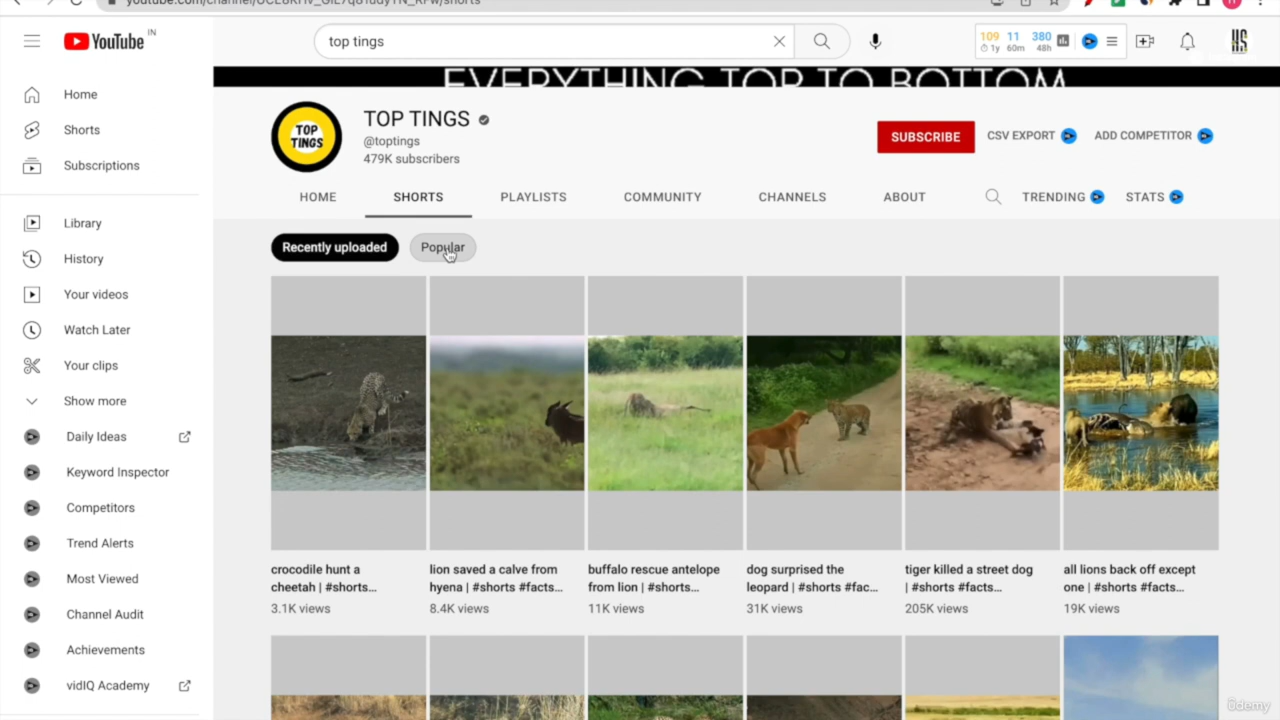 youtube.com/channel/
YouTube IN
top tings
109 11 380
1y 60m 48h
HS
EVERYTHING TOP TO BOTTOM
Home
Shorts
Subscriptions
Library
History
Your videos
Watch Later
Your clips
Show more
Daily Ideas
Keyword Inspector
Competitors
Trend Alerts
Most Viewed
Channel Audit
Achievements
vidIQ Academy
TOP
TINGS
TOP TINGS
@toptings
479K subscribers
SUBSCRIBE
CSV EXPORT
ADD COMPETITOR
HOME
SHORTS
PLAYLISTS
COMMUNITY
CHANNELS
ABOUT
TRENDING
STATS
Recently uploaded
Popular
crocodile hunt a
cheetah | #shorts...
3.1K views
lion saved a calve from
hyena | #shorts #facts...
8.4K views
buffalo rescue antelope
from lion | #shorts...
11K views
dog surprised the
leopard | #shorts #fac...
31K views
tiger killed a street dog
| #shorts #facts...
205K views
all lions back off except
one | #shorts #facts...
19K views
ûdemy